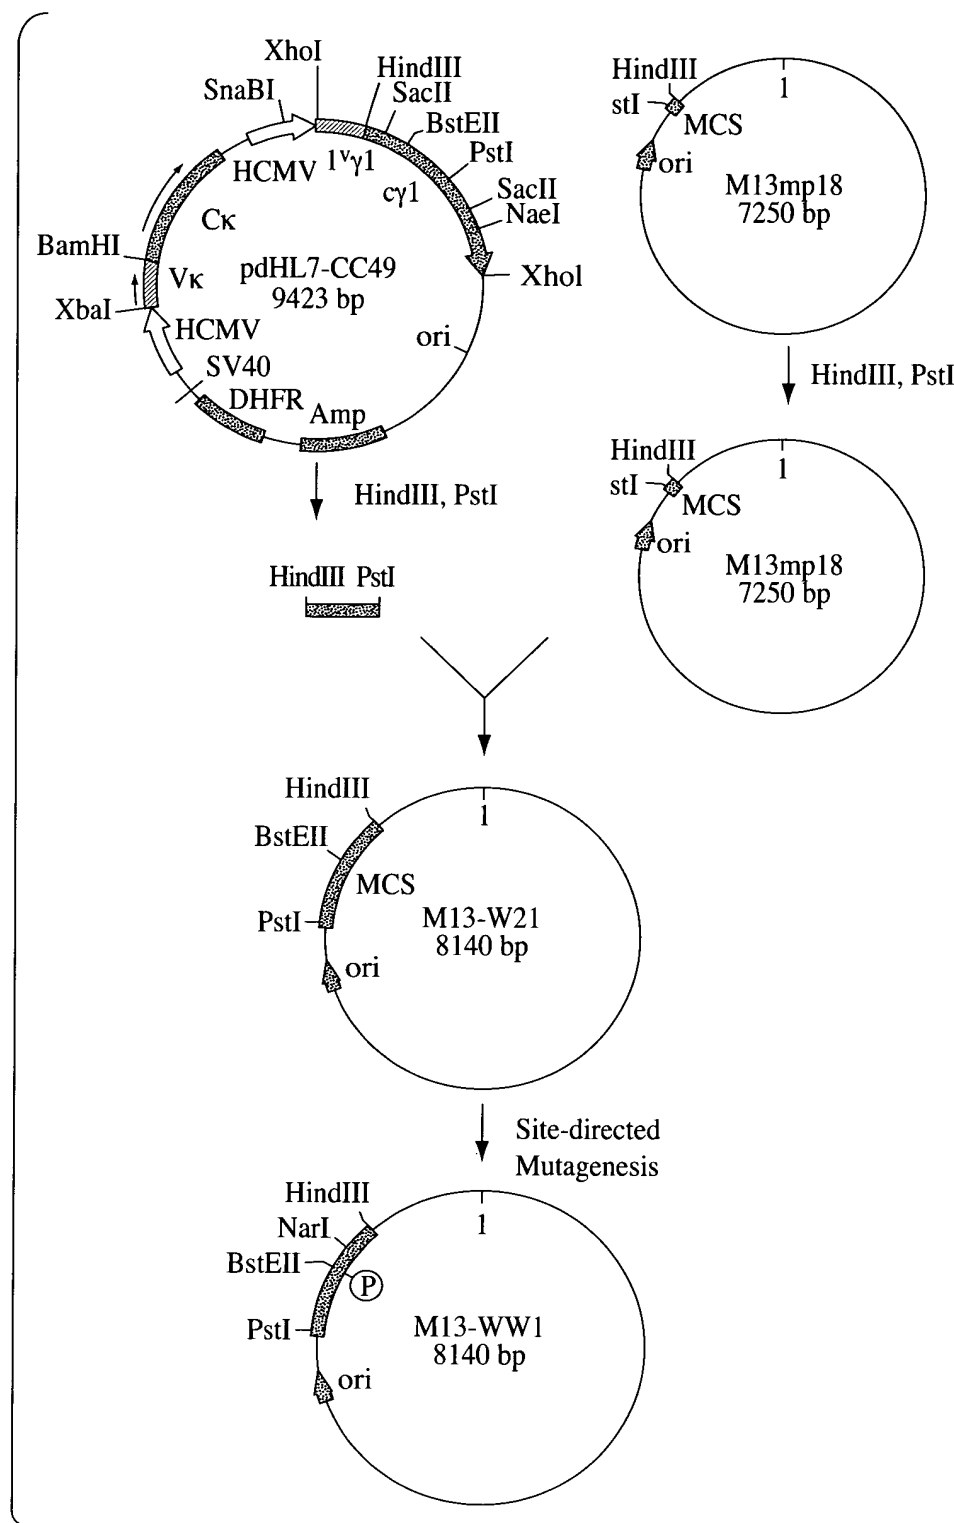 XhoI
HindIII
SnaBI
SacII
BstEII
PstI
HCMV
1ᵛγ1
cγ1
SacII
NaeI
Cκ
BamHI
Vκ
pdHL7-CC49
9423 bp
XhoI
XbaI
HCMV
ori
SV40
DHFR
Amp
HindIII, PstI
HindIII PstI
HindIII
stI
MCS
1
ori
M13mp18
7250 bp
HindIII, PstI
HindIII
stI
MCS
1
ori
M13mp18
7250 bp
HindIII
1
BstEII
MCS
PstI
M13-W21
8140 bp
ori
Site-directed
Mutagenesis
HindIII
1
NarI
BstEII
P
PstI
M13-WW1
8140 bp
ori